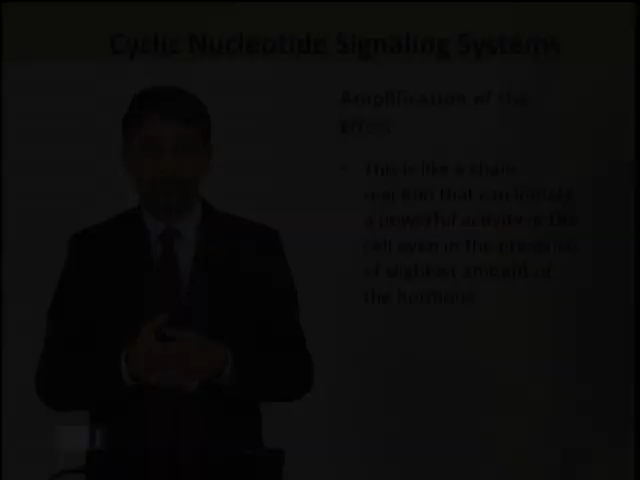 Cyclic Nucleotide Signaling Systems
Amplification of the
Effect
• This is like a chain
reaction that can initiate
a powerful activity in the
cell even in the presence
of slightest amount of
the hormone